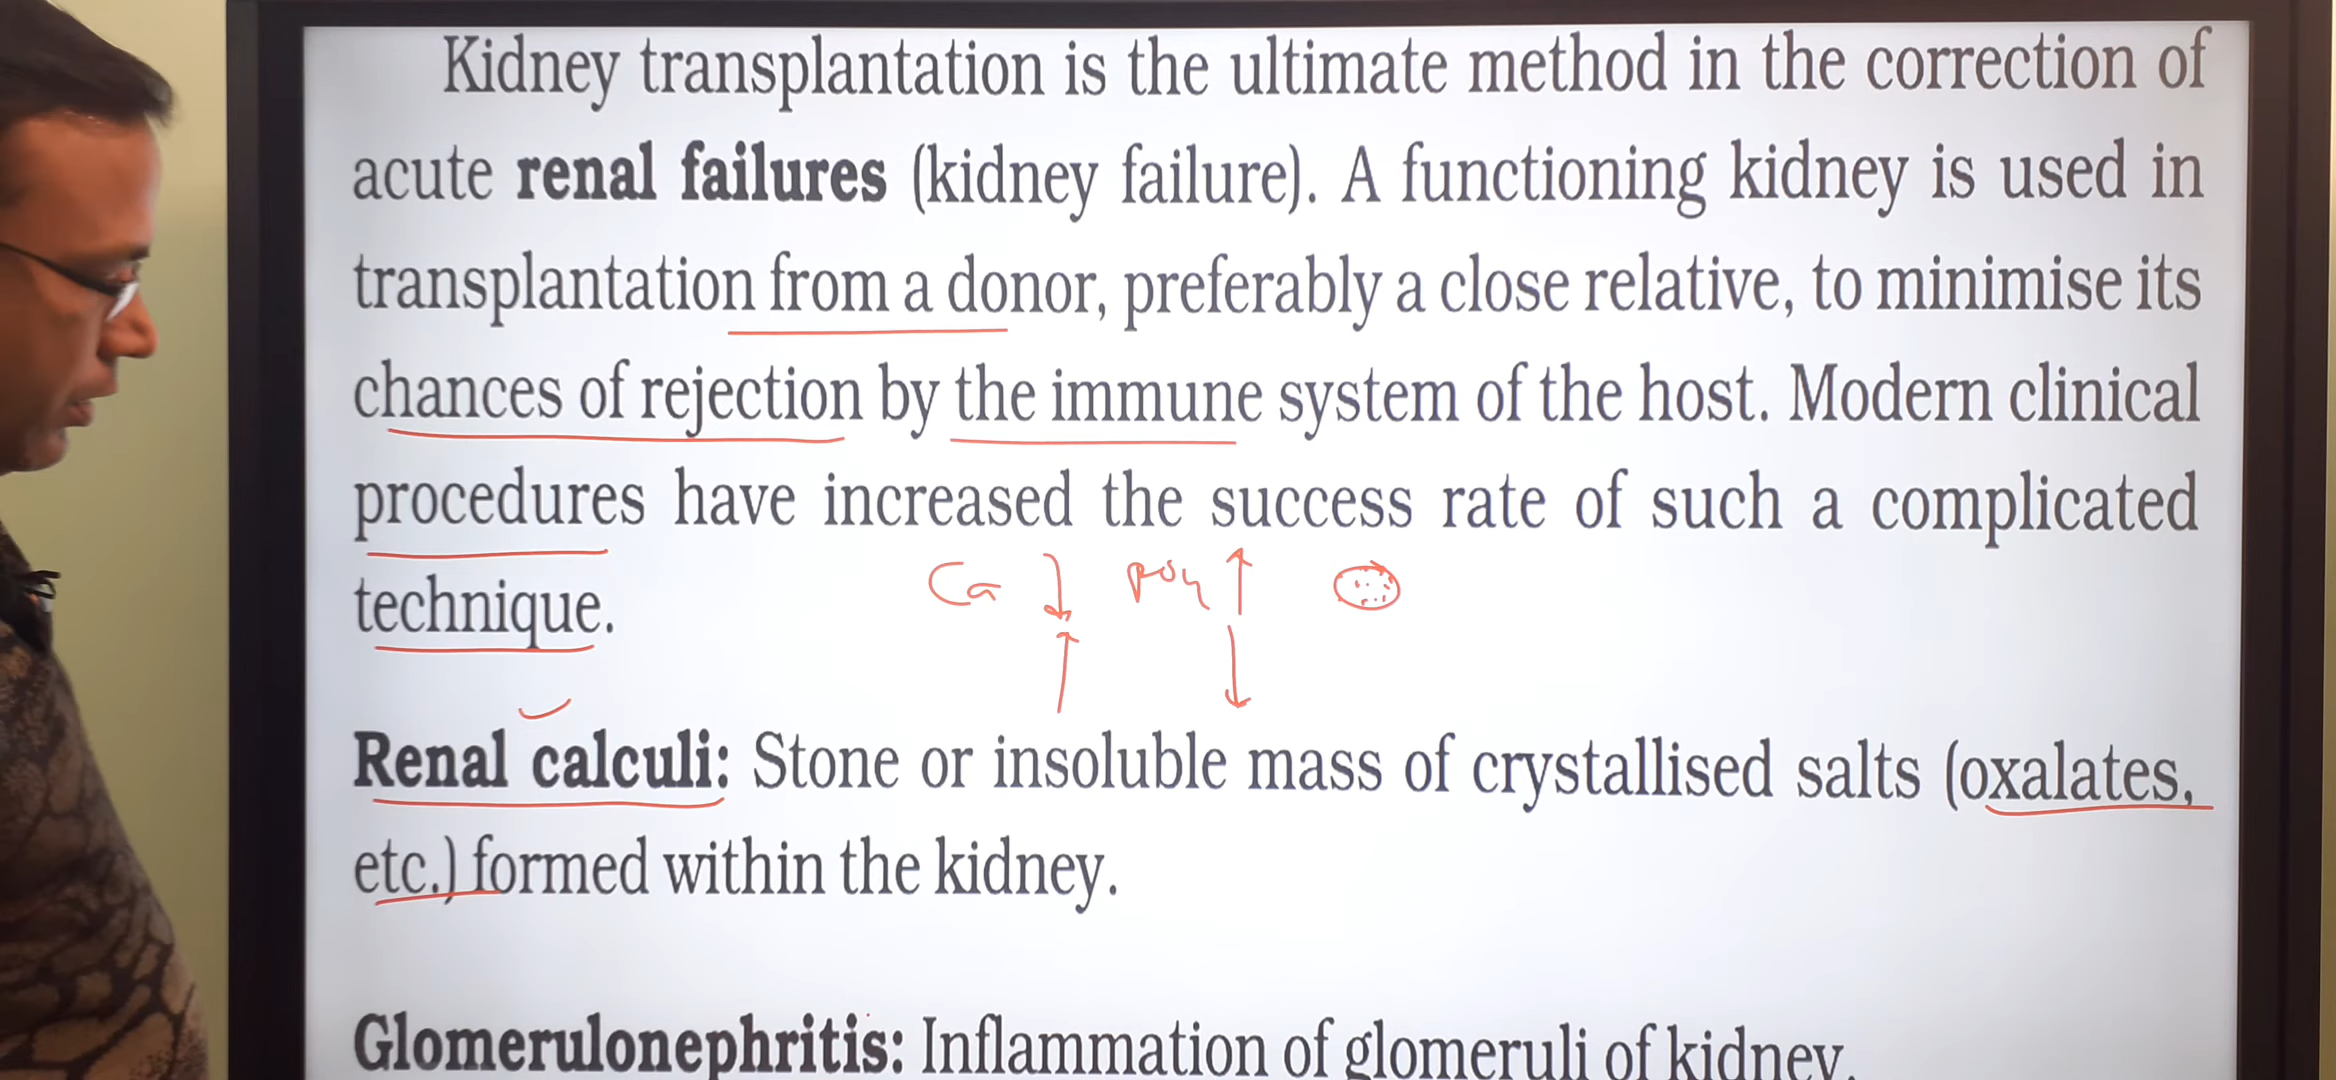 Kidney transplantation is the ultimate method in the correction of
acute renal failures (kidney failure). A functioning kidney is used in
transplantation from a donor, preferably a close relative, to minimise its
chances of rejection by the immune system of the host. Modern clinical
procedures have increased the success rate of such a complicated
technique.
Ca ↓ PO4 ↑
↑ ↓
Renal calculi: Stone or insoluble mass of crystallised salts (oxalates,
etc.) formed within the kidney.
Glomerulonephritis: Inflammation of glomeruli of kidney.